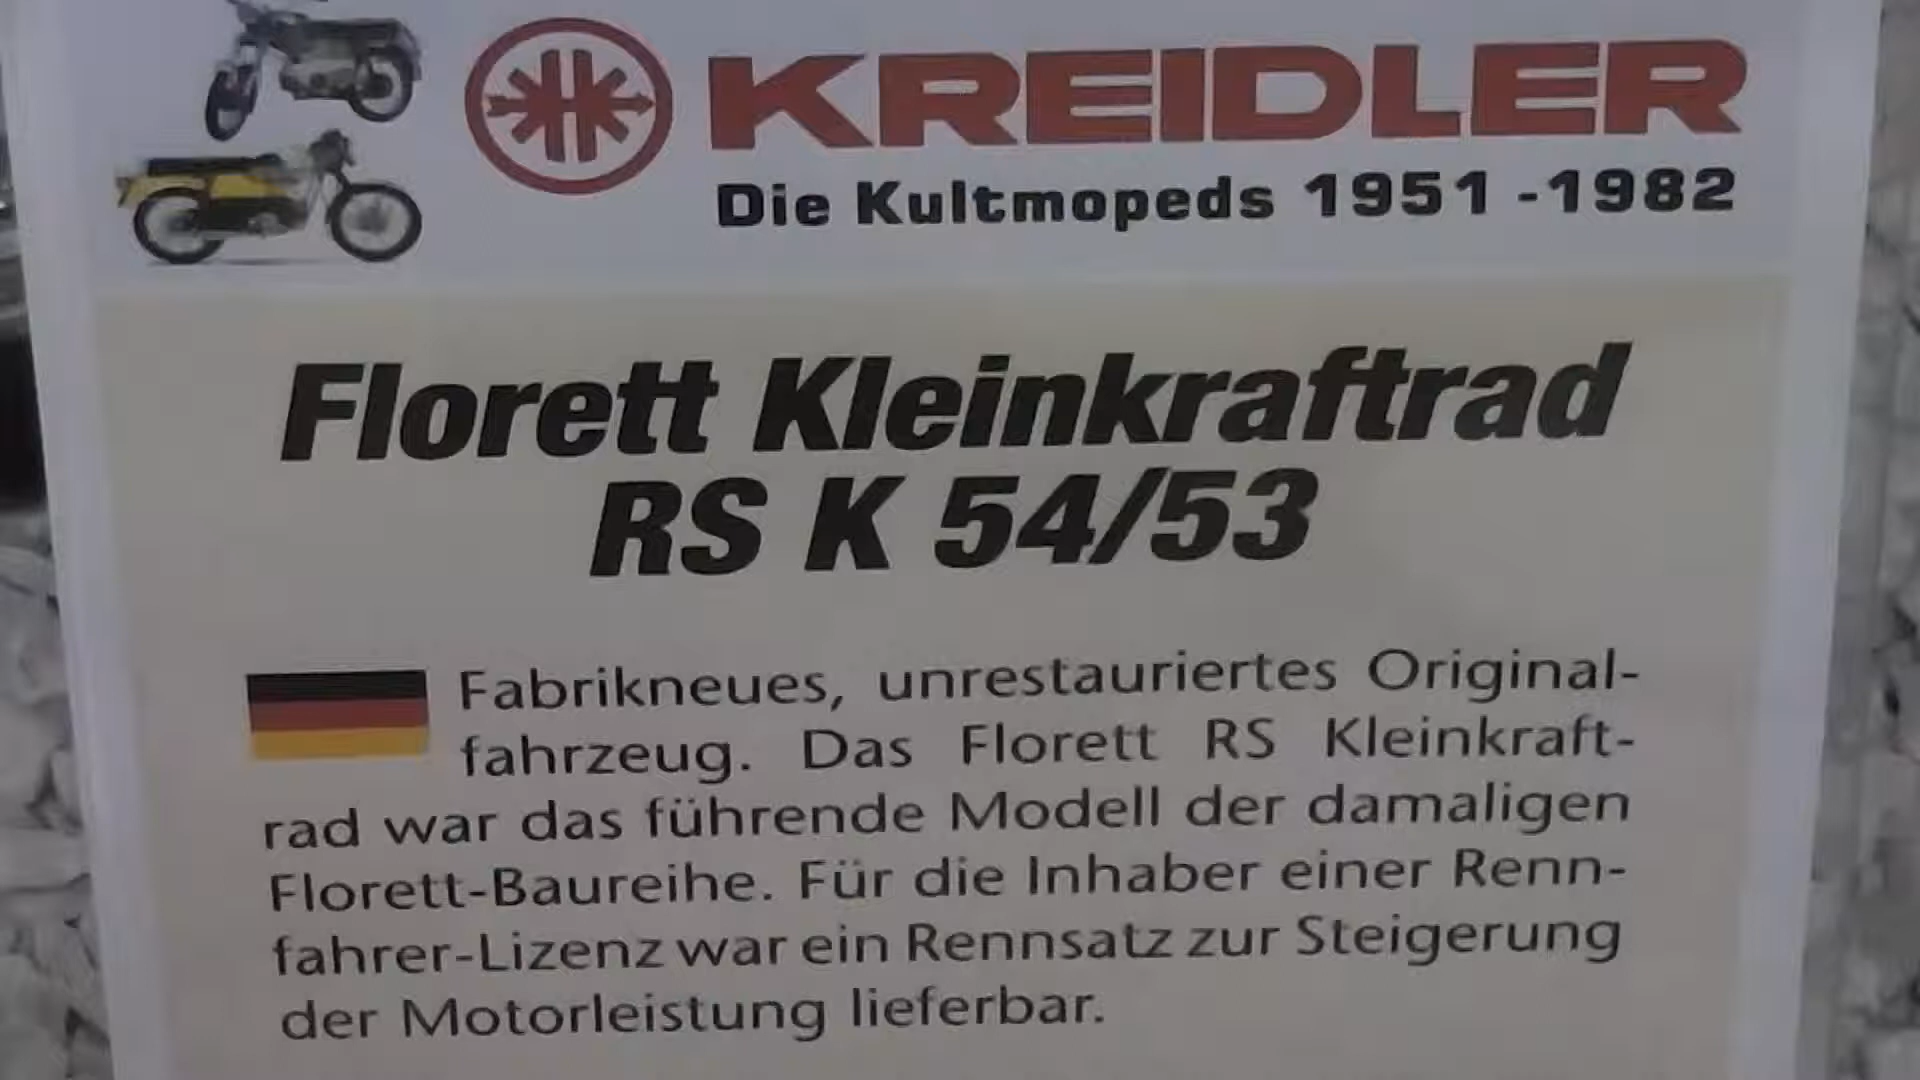 KREIDLER
Die Kultmopeds 1951 -1982
Florett Kleinkraftrad
RS K 54/53
Fabrikneues, unrestauriertes Original-
fahrzeug. Das Florett RS Kleinkraft-
rad war das führende Modell der damaligen
Florett-Baureihe. Für die Inhaber einer Renn-
fahrer-Lizenz war ein Rennsatz zur Steigerung
der Motorleistung lieferbar.